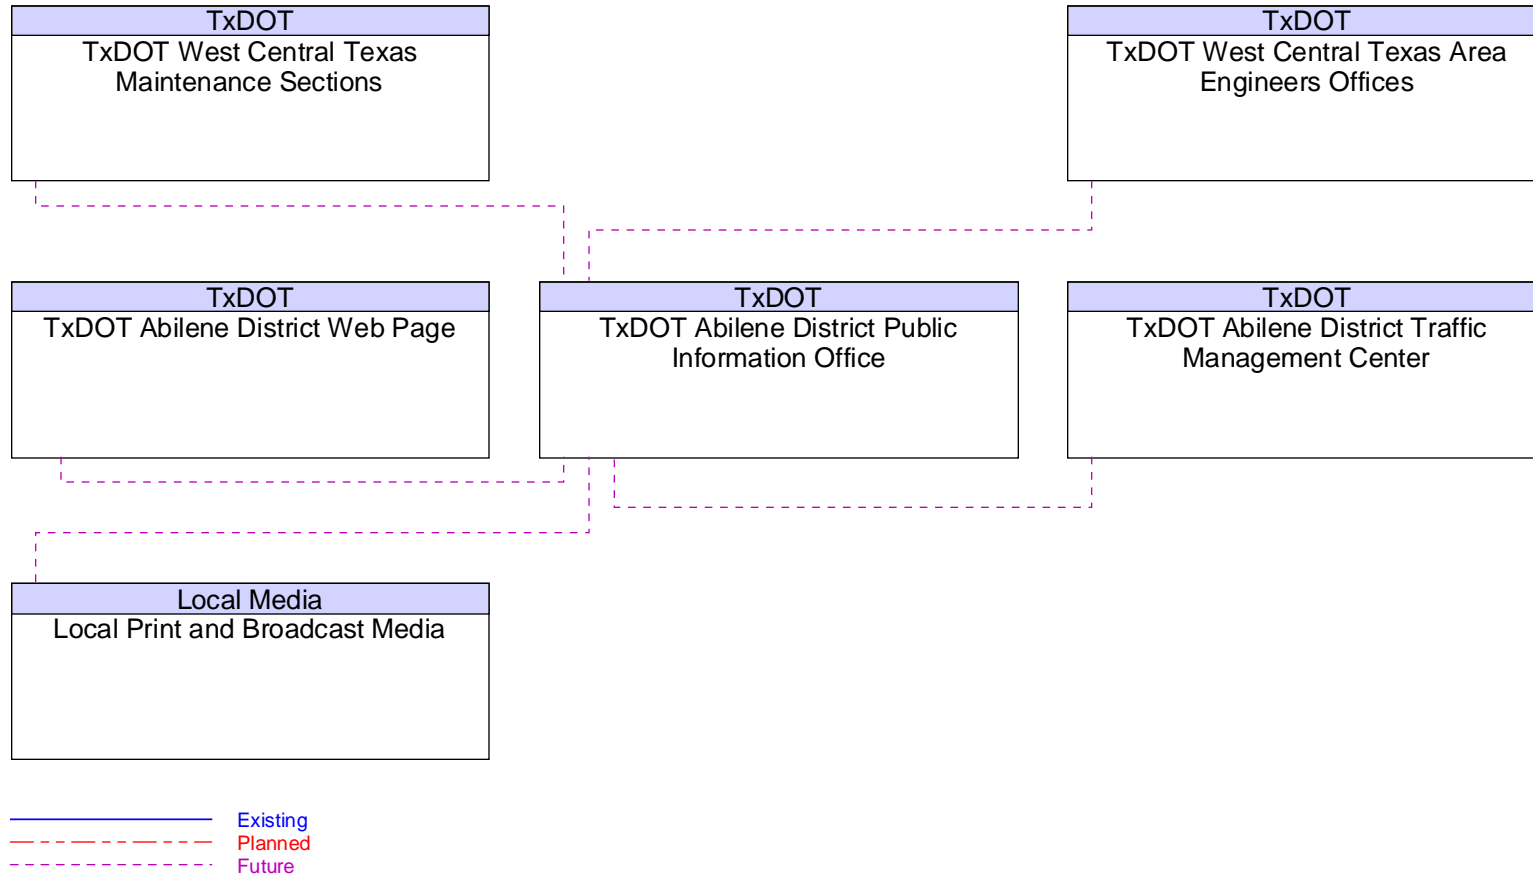 TxDOT
TxDOT West Central Texas
Maintenance Sections
TxDOT
TxDOT West Central Texas Area
Engineers Offices
TxDOT
TxDOT Abilene District Web Page
TxDOT
TxDOT Abilene District Public
Information Office
TxDOT
TxDOT Abilene District Traffic
Management Center
Local Media
Local Print and Broadcast Media
Existing
Planned
Future